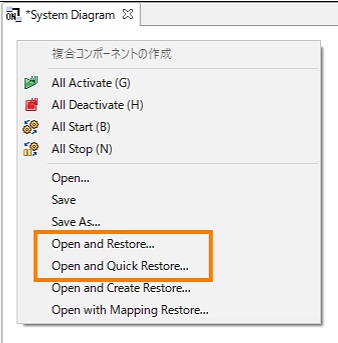 *System Diagram
複合コンポーネントの作成
All Activate (G)
All Deactivate (H)
All Start (B)
All Stop (N)
Open...
Save
Save As...
Open and Restore...
Open and Quick Restore...
Open and Create Restore...
Open with Mapping Restore...